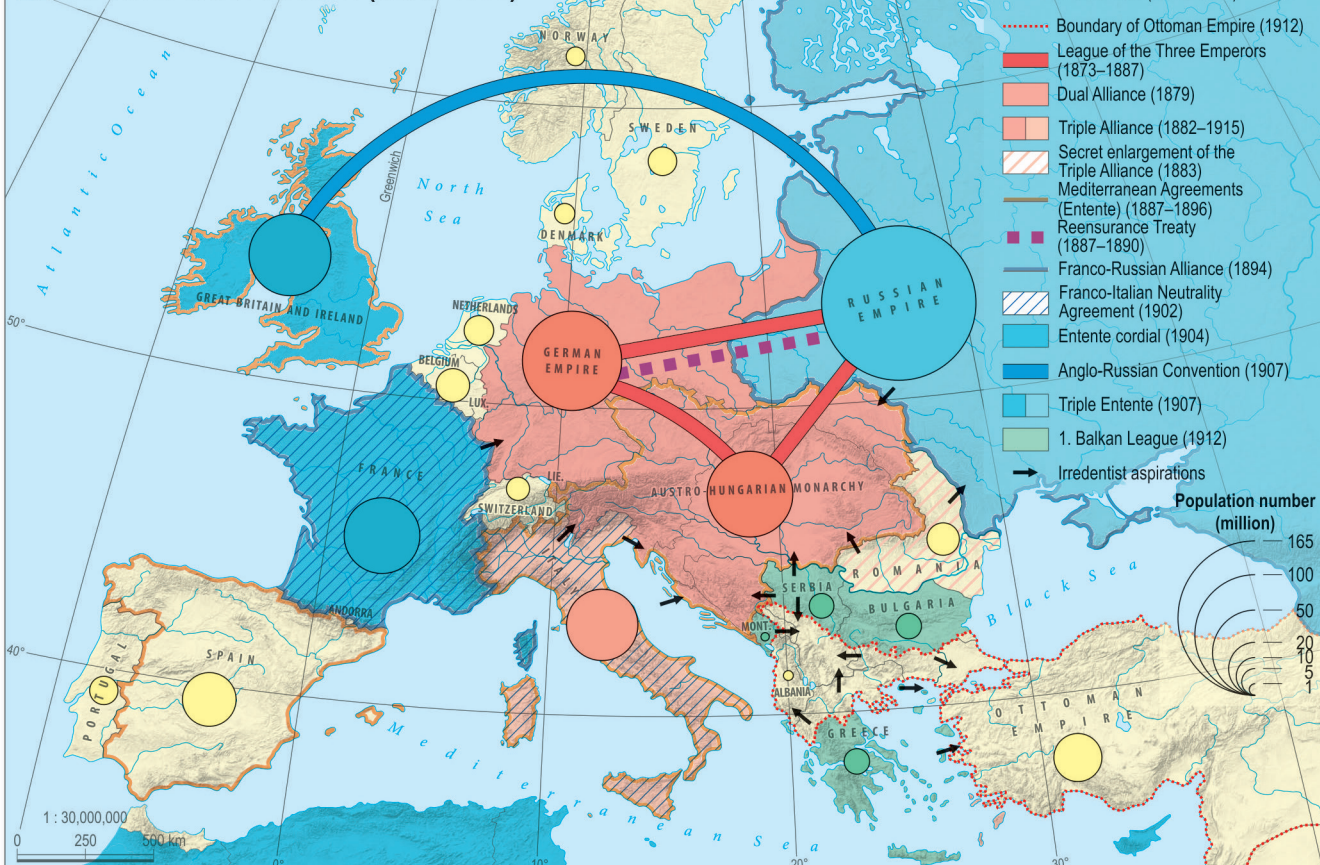 Boundary of Ottoman Empire (1912)
League of the Three Emperors
(1873–1887)
Dual Alliance (1879)
Triple Alliance (1882–1915)
Secret enlargement of the
Triple Alliance (1883)
Mediterranean Agreements
(Entente) (1887–1896)
Reensurance Treaty
(1887–1890)
Franco-Russian Alliance (1894)
Franco-Italian Neutrality
Agreement (1902)
Entente cordial (1904)
Anglo-Russian Convention (1907)
Triple Entente (1907)
1. Balkan League (1912)
Irredentist aspirations
Population number
(million)
165
100
50
20
10
5
1
Atlantic Ocean
NORWAY
SWEDEN
Greenwich
North
Sea
DENMARK
GREAT BRITAIN AND IRELAND
NETHERLANDS
BELGIUM
LUX.
GERMAN
EMPIRE
RUSSIAN
EMPIRE
50°
FRANCE
LIE.
SWITZERLAND
AUSTRO-HUNGARIAN MONARCHY
ITALY
ROMANIA
SERBIA
BULGARIA
MONT.
Black Sea
ANDORRA
40°
PORTUGAL
SPAIN
ALBANIA
GREECE
OTTOMAN
EMPIRE
Mediterranean Sea
1 : 30,000,000
0 250 500 km
0°
10°
20°
30°